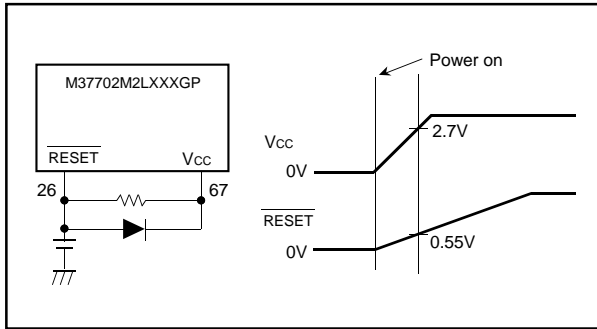 M37702M2LXXXGP
RESET
VCC
26
67
Power on
VCC
0V
2.7V
RESET
0V
0.55V